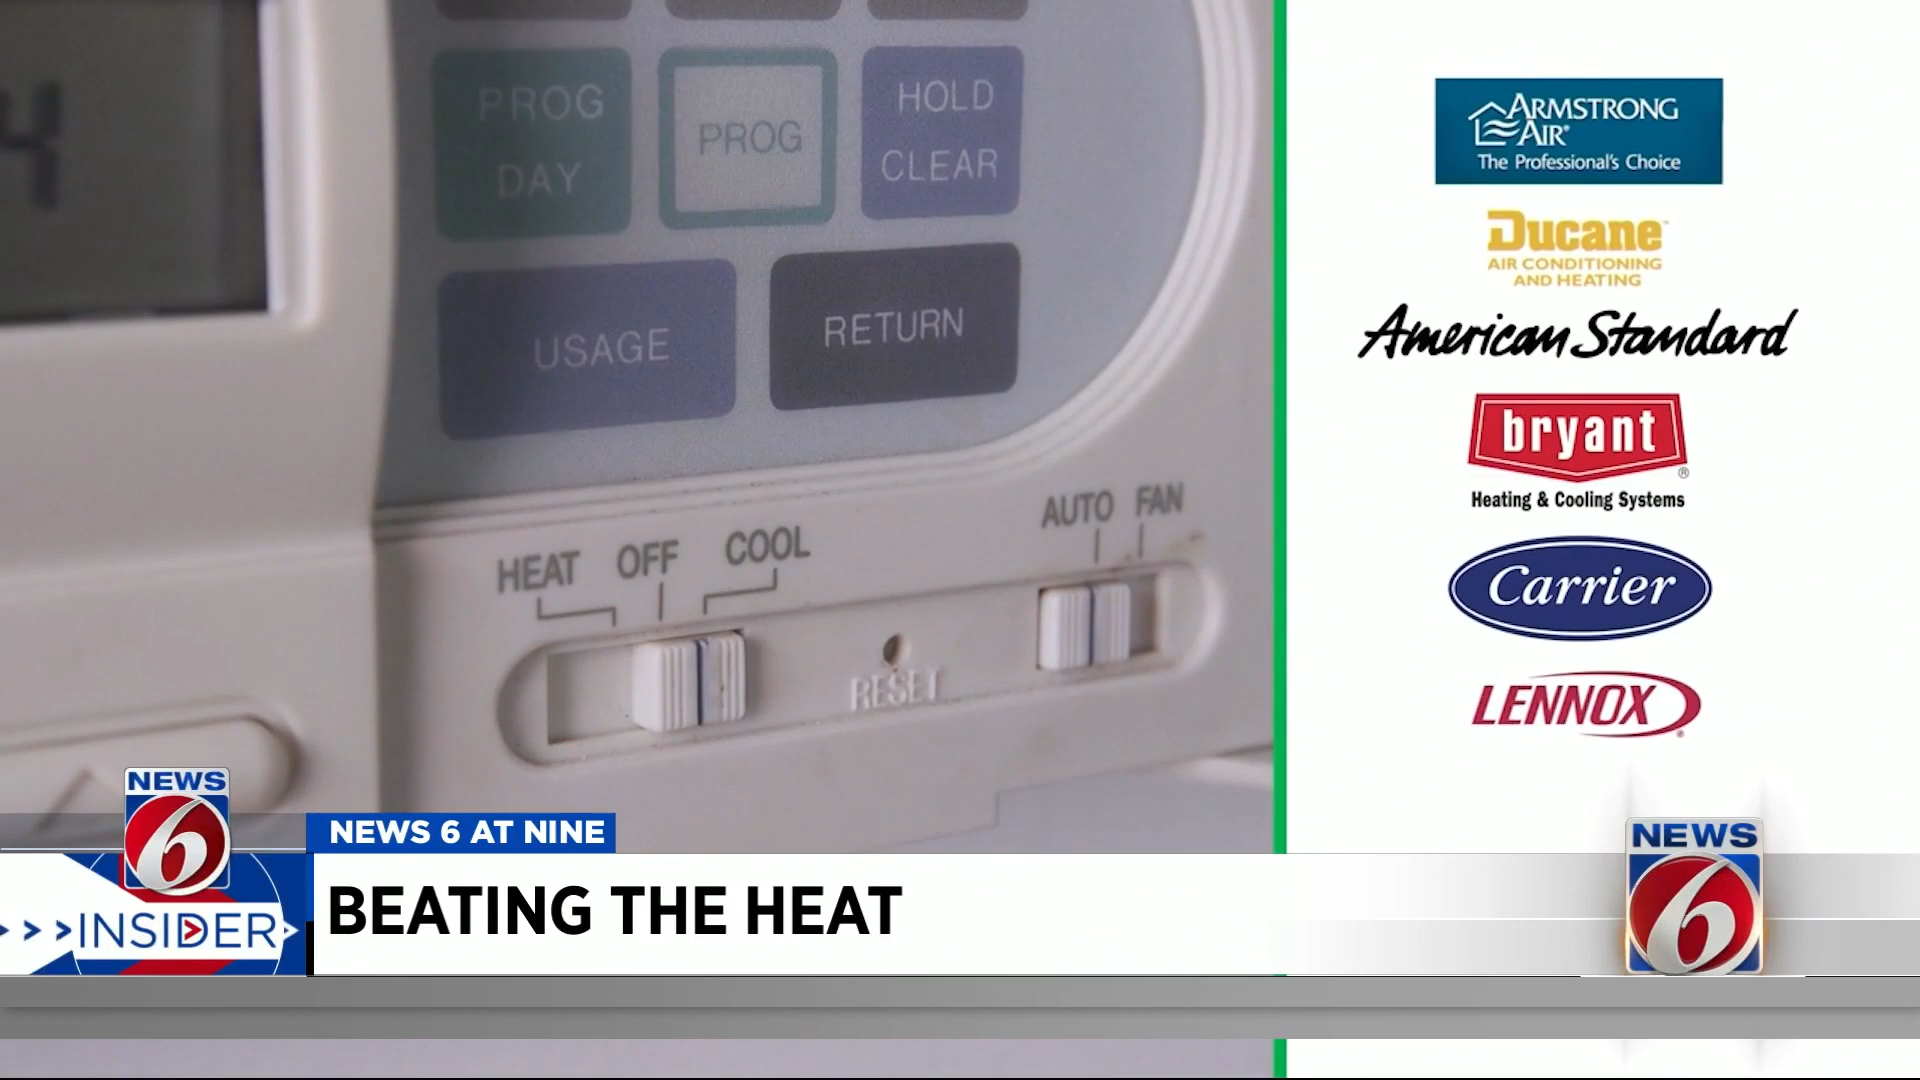 4
PROG
DAY
PROG
HOLD
CLEAR
USAGE
RETURN
HEAT OFF COOL
AUTO FAN
RESET
ARMSTRONG
AIR®
The Professional's Choice
Ducane™
AIR CONDITIONING
AND HEATING
American Standard
bryant
®
Heating & Cooling Systems
Carrier
LENNOX®
NEWS
6
INSIDER
NEWS 6 AT NINE
BEATING THE HEAT
NEWS
6